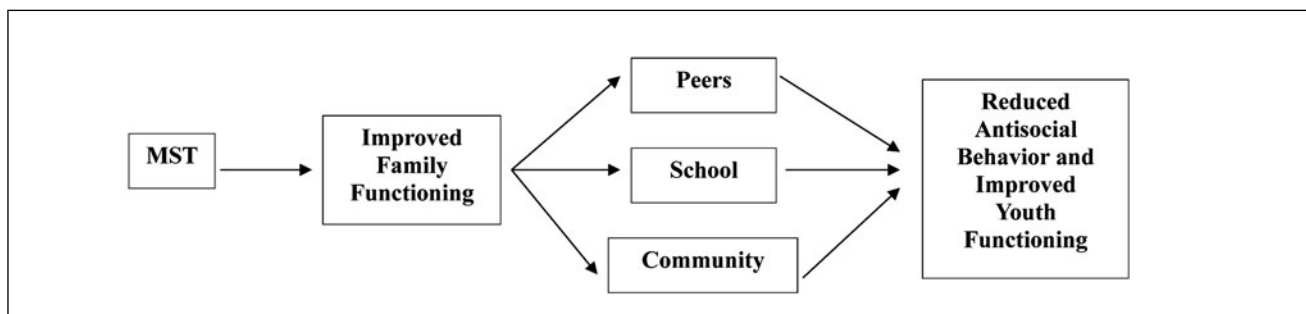 MST
Improved
Family
Functioning
Peers
School
Community
Reduced
Antisocial
Behavior and
Improved
Youth
Functioning